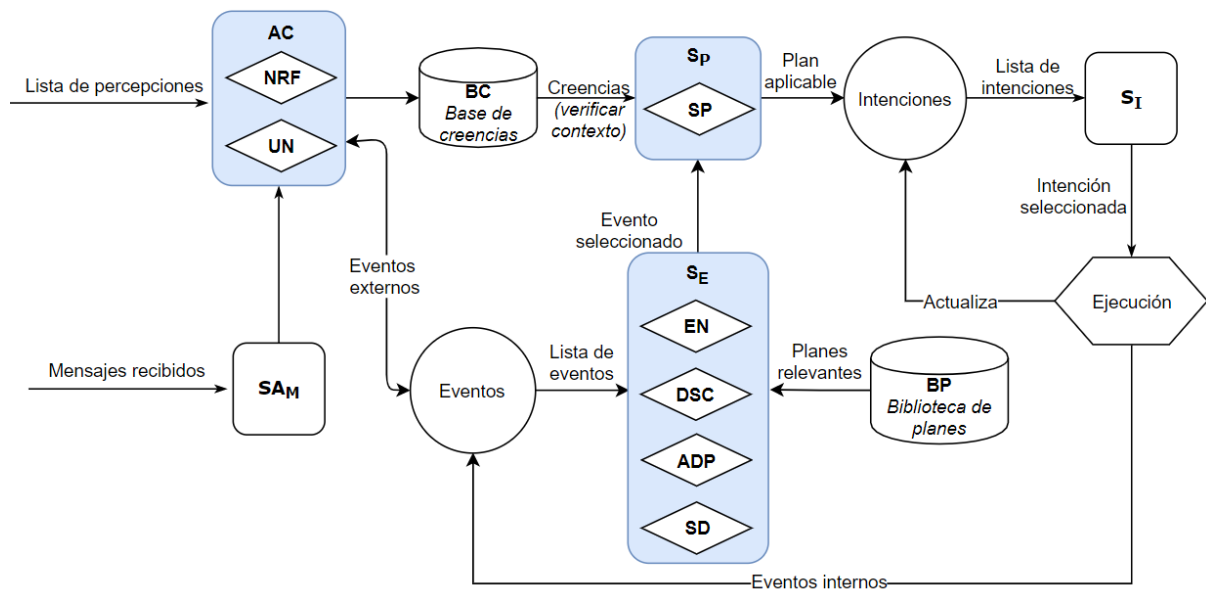 AC
NRF
UN
Lista de percepciones
BC
Base de
creencias
Creencias
(verificar
contexto)
SP
SP
Plan
aplicable
Intenciones
Lista de
intenciones
SI
Intención
seleccionada
Evento
seleccionado
Eventos
externos
SE
EN
DSC
ADP
SD
Actualiza
Ejecución
Mensajes recibidos
SAM
Eventos
Lista de
eventos
Planes
relevantes
BP
Biblioteca de
planes
Eventos internos